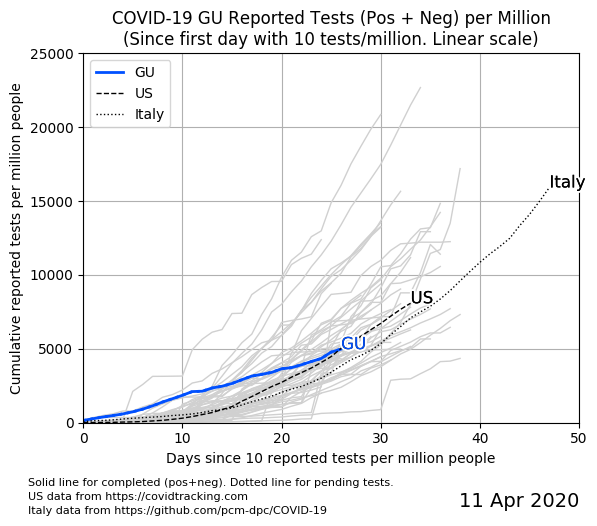 COVID-19 GU Reported Tests (Pos + Neg) per Million
(Since first day with 10 tests/million. Linear scale)
Cumulative reported tests per million people
25000
20000
15000
10000
5000
0
GU
US
Italy
Italy
US
GU
0
10
20
30
40
50
Days since 10 reported tests per million people
Solid line for completed (pos+neg). Dotted line for pending tests.
US data from https://covidtracking.com
Italy data from https://github.com/pcm-dpc/COVID-19
11 Apr 2020